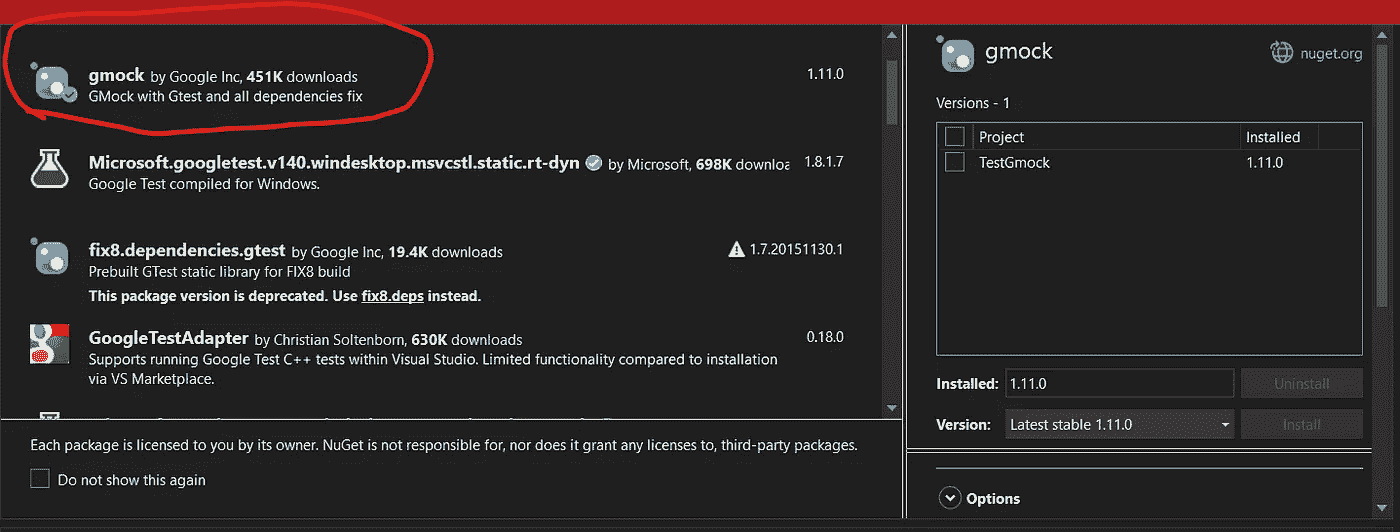 gmock by Google Inc, 451K downloads
1.11.0
GMock with Gtest and all dependencies fix
Microsoft.googletest.v140.windesktop.msvcstl.static.rt-dyn by Microsoft, 698K downloa
1.8.1.7
Google Test compiled for Windows.
fix8.dependencies.gtest by Google Inc, 19.4K downloads
1.7.20151130.1
Prebuilt GTest static library for FIX8 build
This package version is deprecated. Use fix8.deps instead.
GoogleTestAdapter by Christian Soltenborn, 630K downloads
0.18.0
Supports running Google Test C++ tests within Visual Studio. Limited functionality compared to installation
via VS Marketplace.
Each package is licensed to you by its owner. NuGet is not responsible for, nor does it grant any licenses to, third-party packages.
Do not show this again
gmock
nuget.org
Versions - 1
Project Installed
TestGmock 1.11.0
Installed: 1.11.0 Uninstall
Version: Latest stable 1.11.0 Install
Options